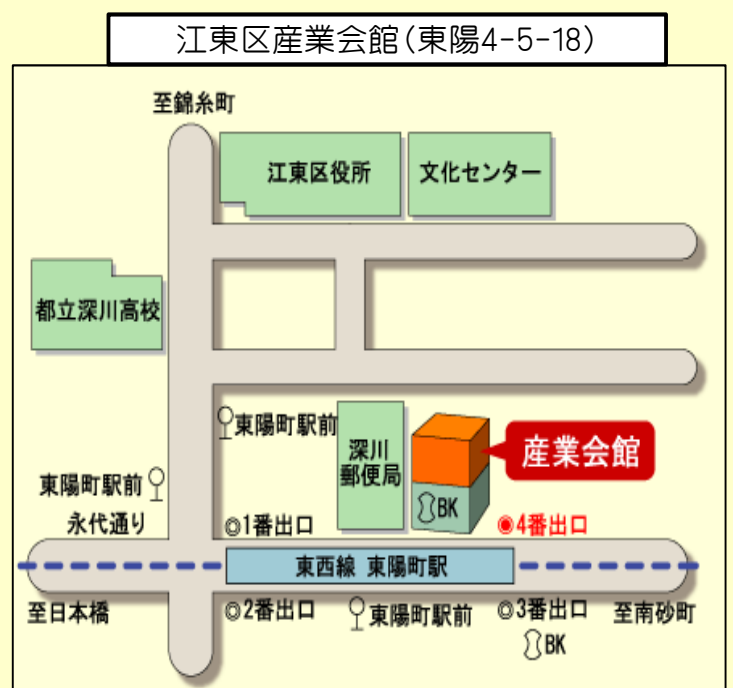 江東区産業会館(東陽4-5-18)
至錦糸町
江東区役所
文化センター
都立深川高校
東陽町駅前
深川
郵便局
産業会館
東陽町駅前
BK
永代通り
◎1番出口
◉4番出口
東西線 東陽町駅
至日本橋
◎2番出口
東陽町駅前
◎3番出口
至南砂町
BK